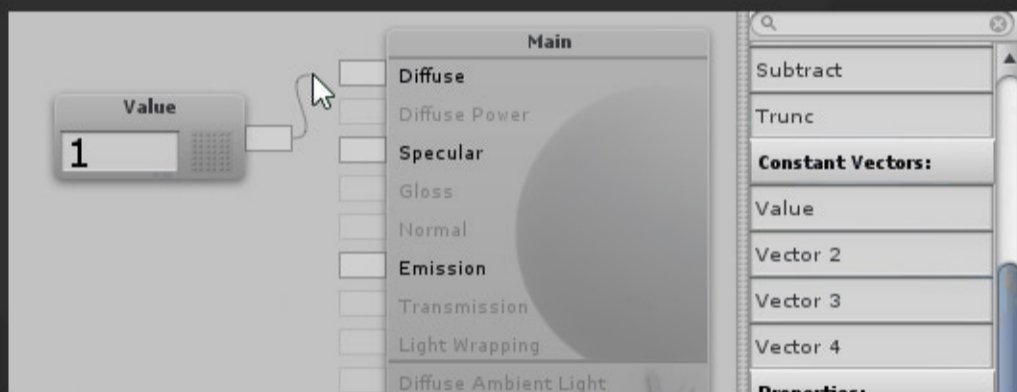 Value
1
Main
Diffuse
Diffuse Power
Specular
Gloss
Normal
Emission
Transmission
Light Wrapping
Diffuse Ambient Light
Subtract
Trunc
Constant Vectors:
Value
Vector 2
Vector 3
Vector 4
Properties: